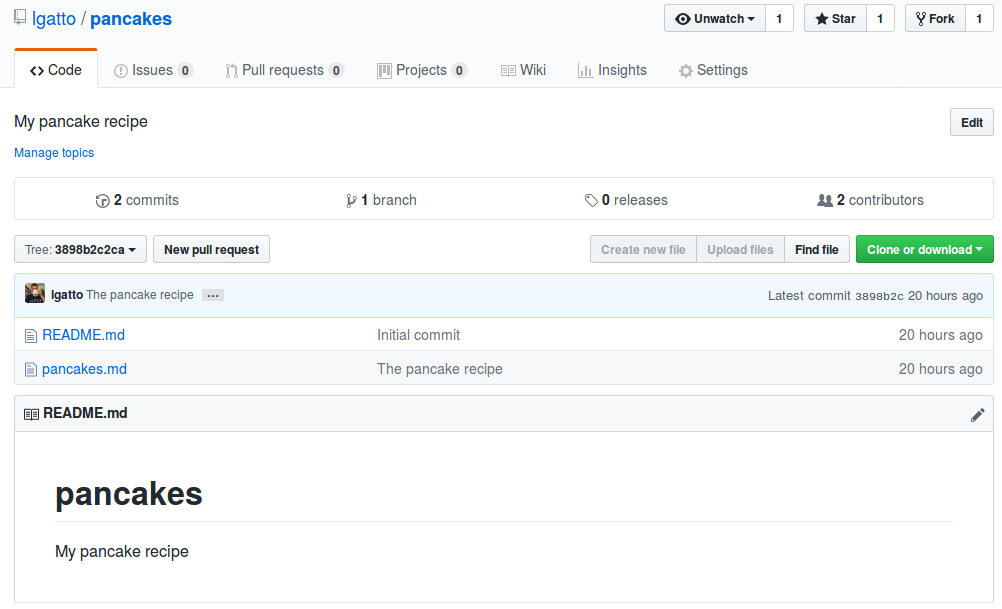 lgatto / pancakes Unwatch 1 Star 1 Fork 1
Code Issues 0 Pull requests 0 Projects 0 Wiki Insights Settings
My pancake recipe Edit
Manage topics
2 commits 1 branch 0 releases 2 contributors
Tree: 3898b2c2ca New pull request Create new file Upload files Find file Clone or download
lgatto The pancake recipe ... Latest commit 3898b2c 20 hours ago
README.md Initial commit 20 hours ago
pancakes.md The pancake recipe 20 hours ago
README.md
pancakes
My pancake recipe